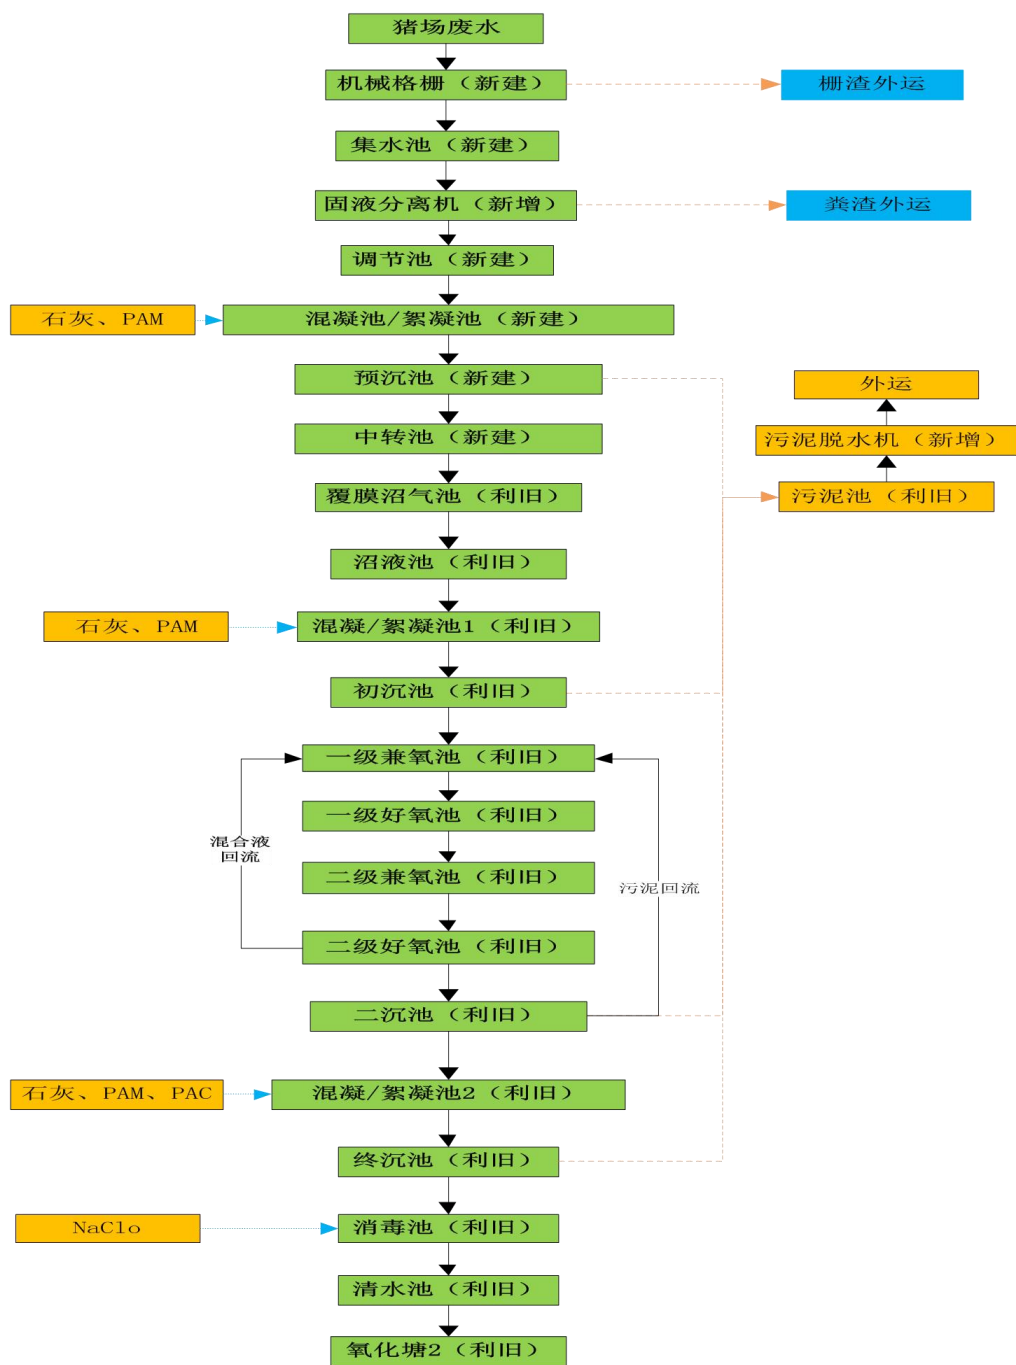 猪场废水
机械格栅（新建）
栅渣外运
集水池（新建）
固液分离机（新增）
粪渣外运
调节池（新建）
石灰、PAM
混凝池/絮凝池（新建）
预沉池（新建）
外运
中转池（新建）
污泥脱水机（新增）
覆膜沼气池（利旧）
污泥池（利旧）
沼液池（利旧）
石灰、PAM
混凝/絮凝池1（利旧）
初沉池（利旧）
一级兼氧池（利旧）
一级好氧池（利旧）
混合液
回流
二级兼氧池（利旧）
污泥回流
二级好氧池（利旧）
二沉池（利旧）
石灰、PAM、PAC
混凝/絮凝池2（利旧）
终沉池（利旧）
NaClo
消毒池（利旧）
清水池（利旧）
氧化塘2（利旧）